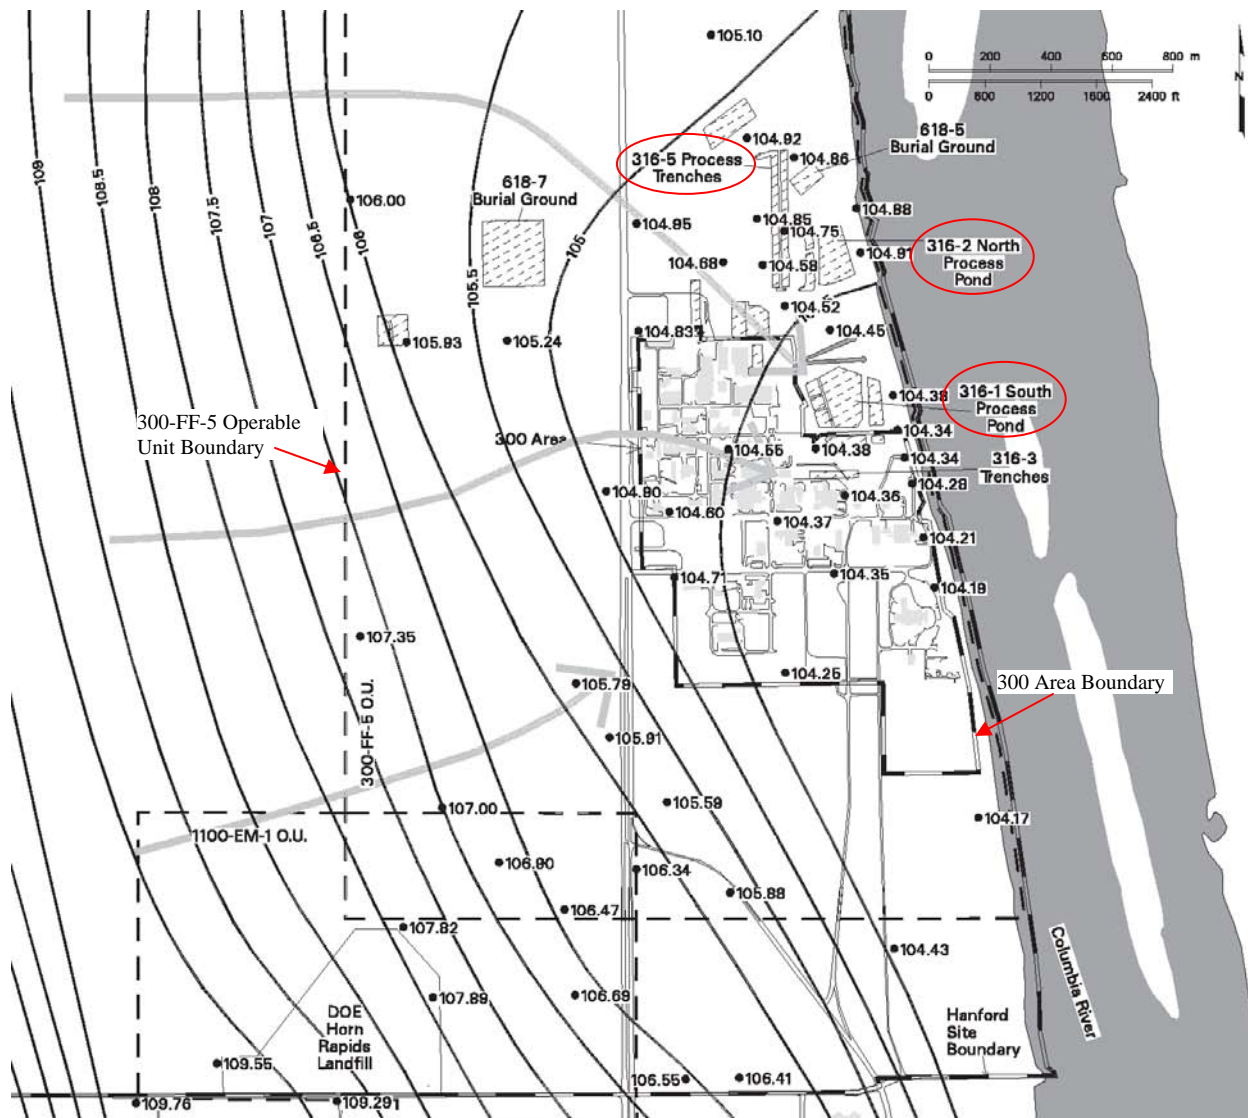 105.10
0 200 400 600 800 m
0 600 1200 1600 2400 ft
N
104.92
618-5
Burial Ground
316-5 Process
Trenches
104.86
618-7
Burial Ground
109
108.5
108
107.5
107
106.5
106
105.5
105
106.00
104.95
104.85
104.75
104.88
104.91
316-2 North
Process
Pond
104.68
104.58
104.52
104.45
104.83
105.93
105.24
104.38
316-1 South
Process
Pond
300-FF-5 Operable
Unit Boundary
300 Area
104.55
104.38
104.34
104.34
316-3
Trenches
104.90
104.36
104.28
104.60
104.37
104.21
104.71
104.35
104.19
107.35
104.25
105.79
300 Area Boundary
300-FF-5 O.U.
105.91
107.00
105.59
104.17
1100-EM-1 O.U.
106.90
106.34
105.88
106.47
107.82
104.43
Columbia River
107.89
106.69
DOE
Horn
Rapids
Landfill
Hanford
Site
Boundary
109.55
106.55
106.41
109.76
109.291